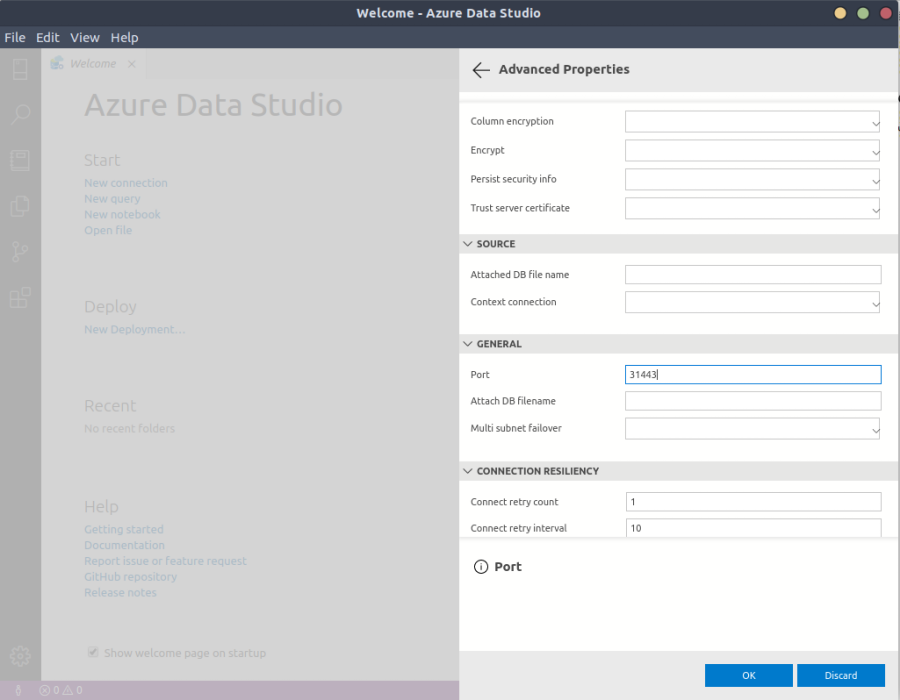 Welcome - Azure Data Studio
File Edit View Help
Welcome
Azure Data Studio
Start
New connection
New query
New notebook
Open file
Deploy
New Deployment...
Recent
No recent folders
Help
Getting started
Documentation
Report issue or feature request
GitHub repository
Release notes
Show welcome page on startup
0 0
Advanced Properties
Column encryption
Encrypt
Persist security info
Trust server certificate
SOURCE
Attached DB file name
Context connection
GENERAL
Port 31443
Attach DB filename
Multi subnet failover
CONNECTION RESILIENCY
Connect retry count 1
Connect retry interval 10
Port
OK Discard